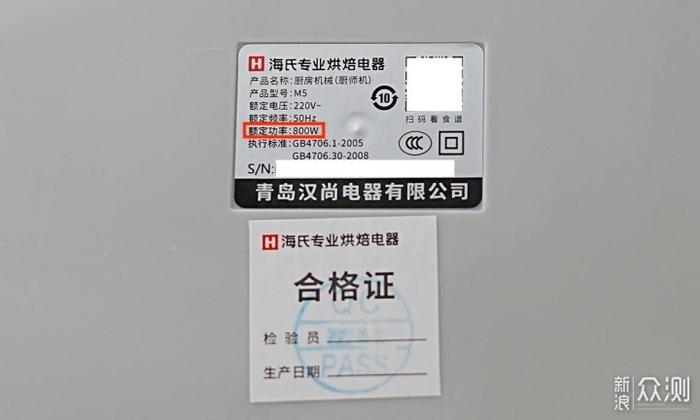 H 海氏专业烘焙电器
产品名称:厨房机械(厨师机)
产品型号:M5
额定电压:220V~
额定频率:50Hz
额定功率:800W
执行标准:GB4706.1-2005
GB4706.30-2008
S/N:
10
扫码看食谱
CCC
青岛汉尚电器有限公司
H 海氏专业烘焙电器
合格证
QC
检验员
PASS
生产日期
新浪众测